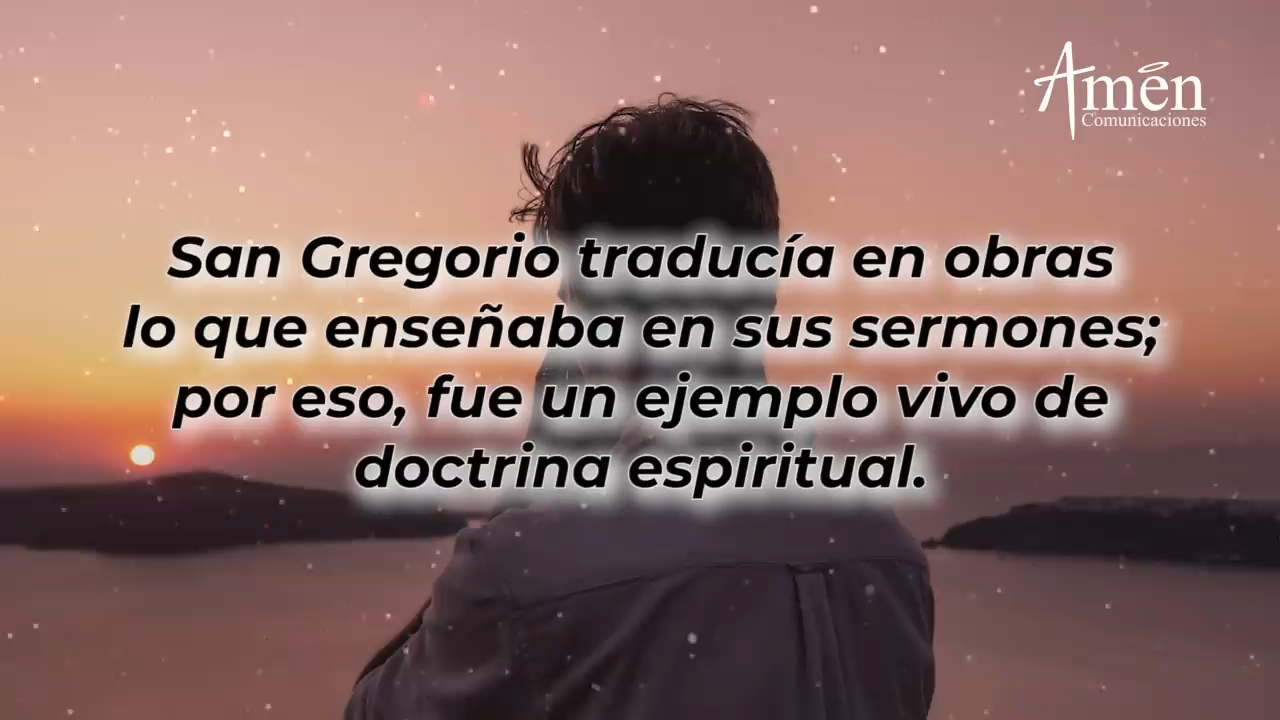 Amén
Comunicaciones
San Gregorio traducía en obras
lo que enseñaba en sus sermones;
por eso, fue un ejemplo vivo de
doctrina espiritual.